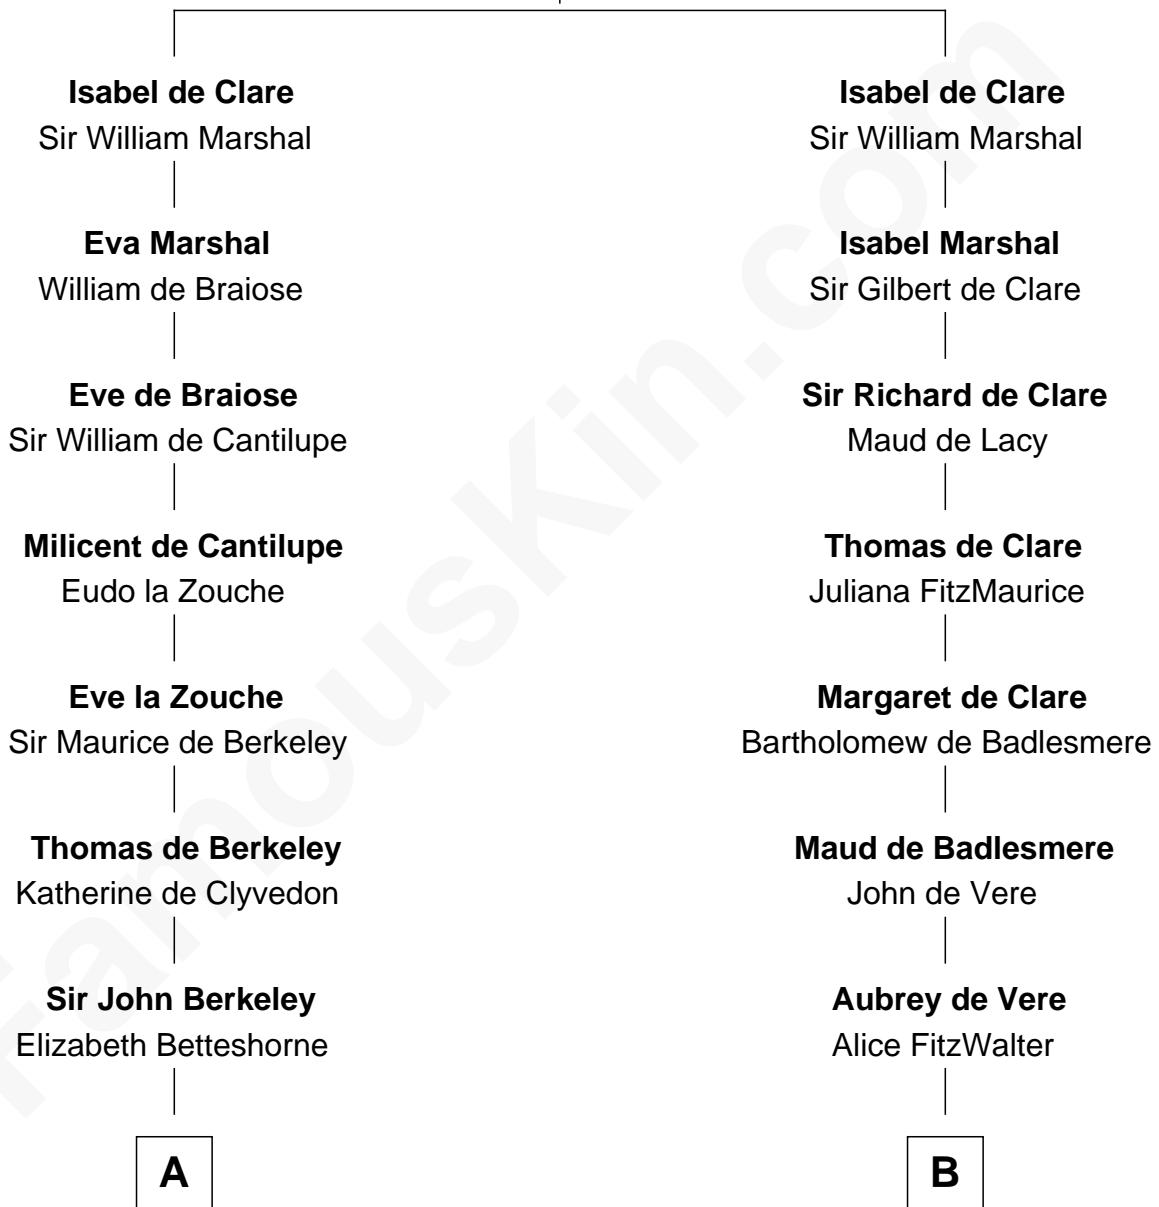 Isabel de Clare
Sir William Marshal
Eva Marshal
William de Braiose
Eve de Braiose
Sir William de Cantilupe
Milicent de Cantilupe
Eudo la Zouche
Eve la Zouche
Sir Maurice de Berkeley
Thomas de Berkeley
Katherine de Clyvedon
Sir John Berkeley
Elizabeth Betteshorne
A
Isabel de Clare
Sir William Marshal
Isabel Marshal
Sir Gilbert de Clare
Sir Richard de Clare
Maud de Lacy
Thomas de Clare
Juliana FitzMaurice
Margaret de Clare
Bartholomew de Badlesmere
Maud de Badlesmere
John de Vere
Aubrey de Vere
Alice FitzWalter
B
FamousKin.com